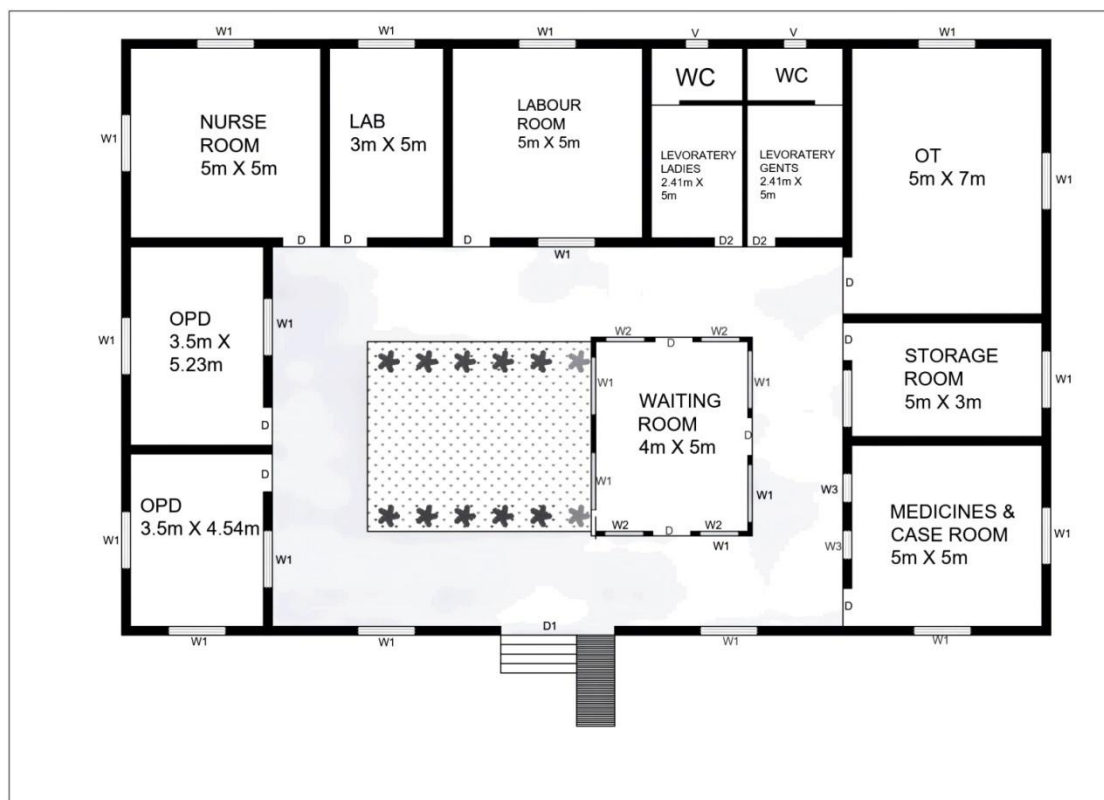 W1
W1
W1
V
V
W1
WC
WC
NURSE
ROOM
5m X 5m
LAB
3m X 5m
LABOUR
ROOM
5m X 5m
LEVORATERY
LADIES
2.41m X
5m
LEVORATERY
GENTS
2.41m X
5m
OT
5m X 7m
W1
W1
D
D
D
W1
D2
D2
D
OPD
3.5m X
5.23m
W1
W1
D
W2
D
W2
W1
W1
WAITING
ROOM
4m X 5m
D
W1
W1
W2
D
W2
W1
D
STORAGE
ROOM
5m X 3m
W1
D
OPD
3.5m X 4.54m
W1
W1
W3
W3
MEDICINES &
CASE ROOM
5m X 5m
W1
D
W1
W1
D1
W1
W1